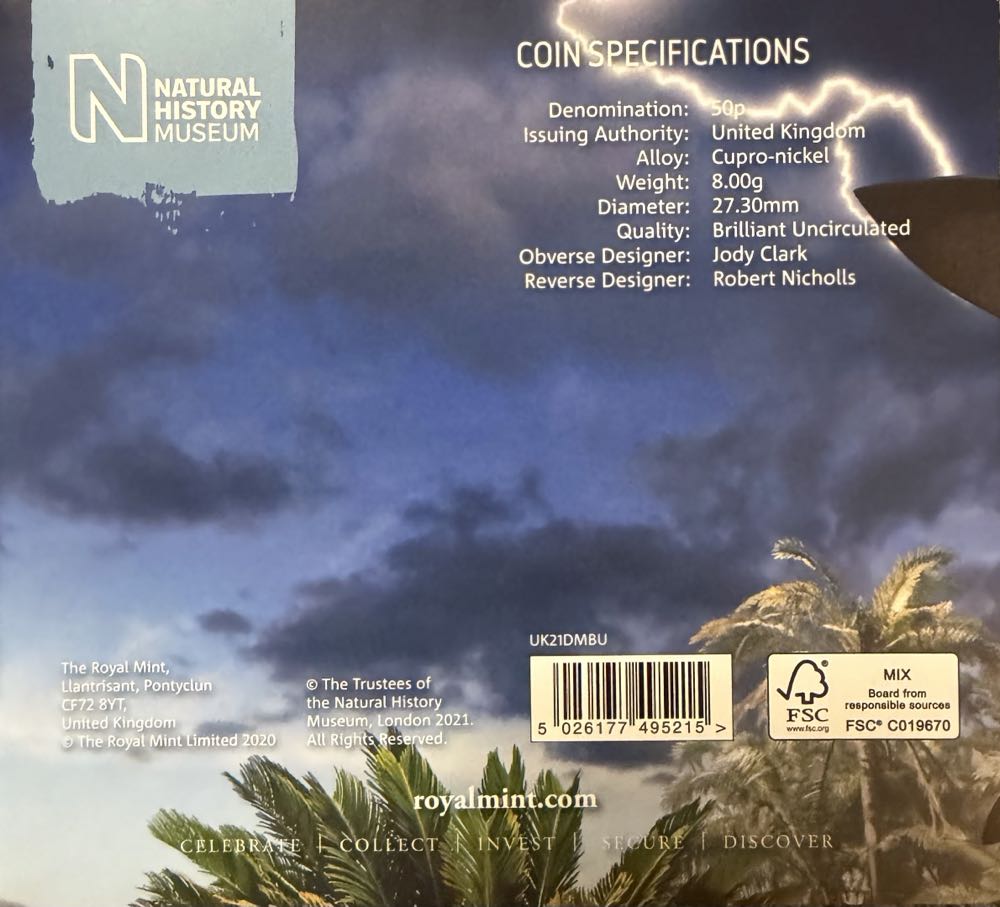 NATURAL
HISTORY
MUSEUM
COIN SPECIFICATIONS
Denomination: 50p
Issuing Authority: United Kingdom
Alloy: Cupro-nickel
Weight: 8.00g
Diameter: 27.30mm
Quality: Brilliant Uncirculated
Obverse Designer: Jody Clark
Reverse Designer: Robert Nicholls
The Royal Mint,
Llantrisant, Pontyclun
CF72 8YT,
United Kingdom
© The Royal Mint Limited 2020
© The Trustees of
the Natural History
Museum, London 2021.
All Rights Reserved.
UK21DMBU
5 026177 495215 >
FSC
www.fsc.org
MIX
Board from
responsible sources
FSC® C019670
royalmint.com
CELEBRATE | COLLECT | INVEST | SECURE | DISCOVER